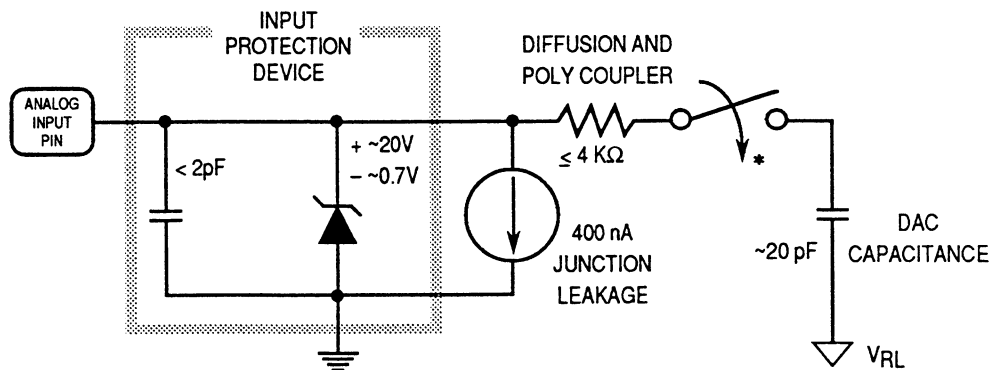 INPUT
PROTECTION
DEVICE
DIFFUSION AND
POLY COUPLER
ANALOG
INPUT
PIN
< 2pF
+ ~20V
– ~0.7V
≤ 4 KΩ
*
400 nA
JUNCTION
LEAKAGE
~20 pF
DAC
CAPACITANCE
VRL